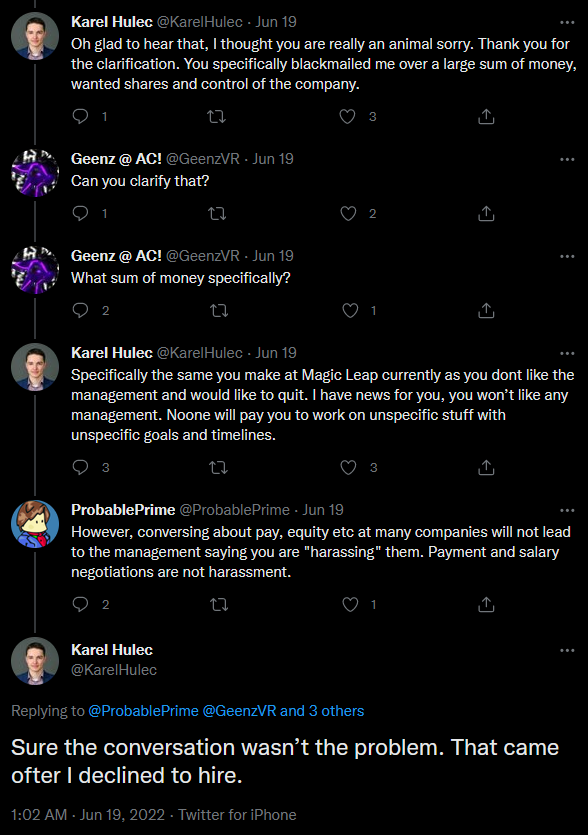 Karel Hulec @KarelHulec · Jun 19
Oh glad to hear that, I thought you are really an animal sorry. Thank you for
the clarification. You specifically blackmailed me over a large sum of money,
wanted shares and control of the company.
1 3
Geenz @ AC! @GeenzVR · Jun 19
Can you clarify that?
1 2
Geenz @ AC! @GeenzVR · Jun 19
What sum of money specifically?
2 1
Karel Hulec @KarelHulec · Jun 19
Specifically the same you make at Magic Leap currently as you dont like the
management and would like to quit. I have news for you, you won’t like any
management. Noone will pay you to work on unspecific stuff with
unspecific goals and timelines.
3 3
ProbablePrime @ProbablePrime · Jun 19
However, conversing about pay, equity etc at many companies will not lead
to the management saying you are "harassing" them. Payment and salary
negotiations are not harassment.
2 1
Karel Hulec
@KarelHulec
Replying to @ProbablePrime @GeenzVR and 3 others
Sure the conversation wasn’t the problem. That came
ofter I declined to hire.
1:02 AM · Jun 19, 2022 · Twitter for iPhone